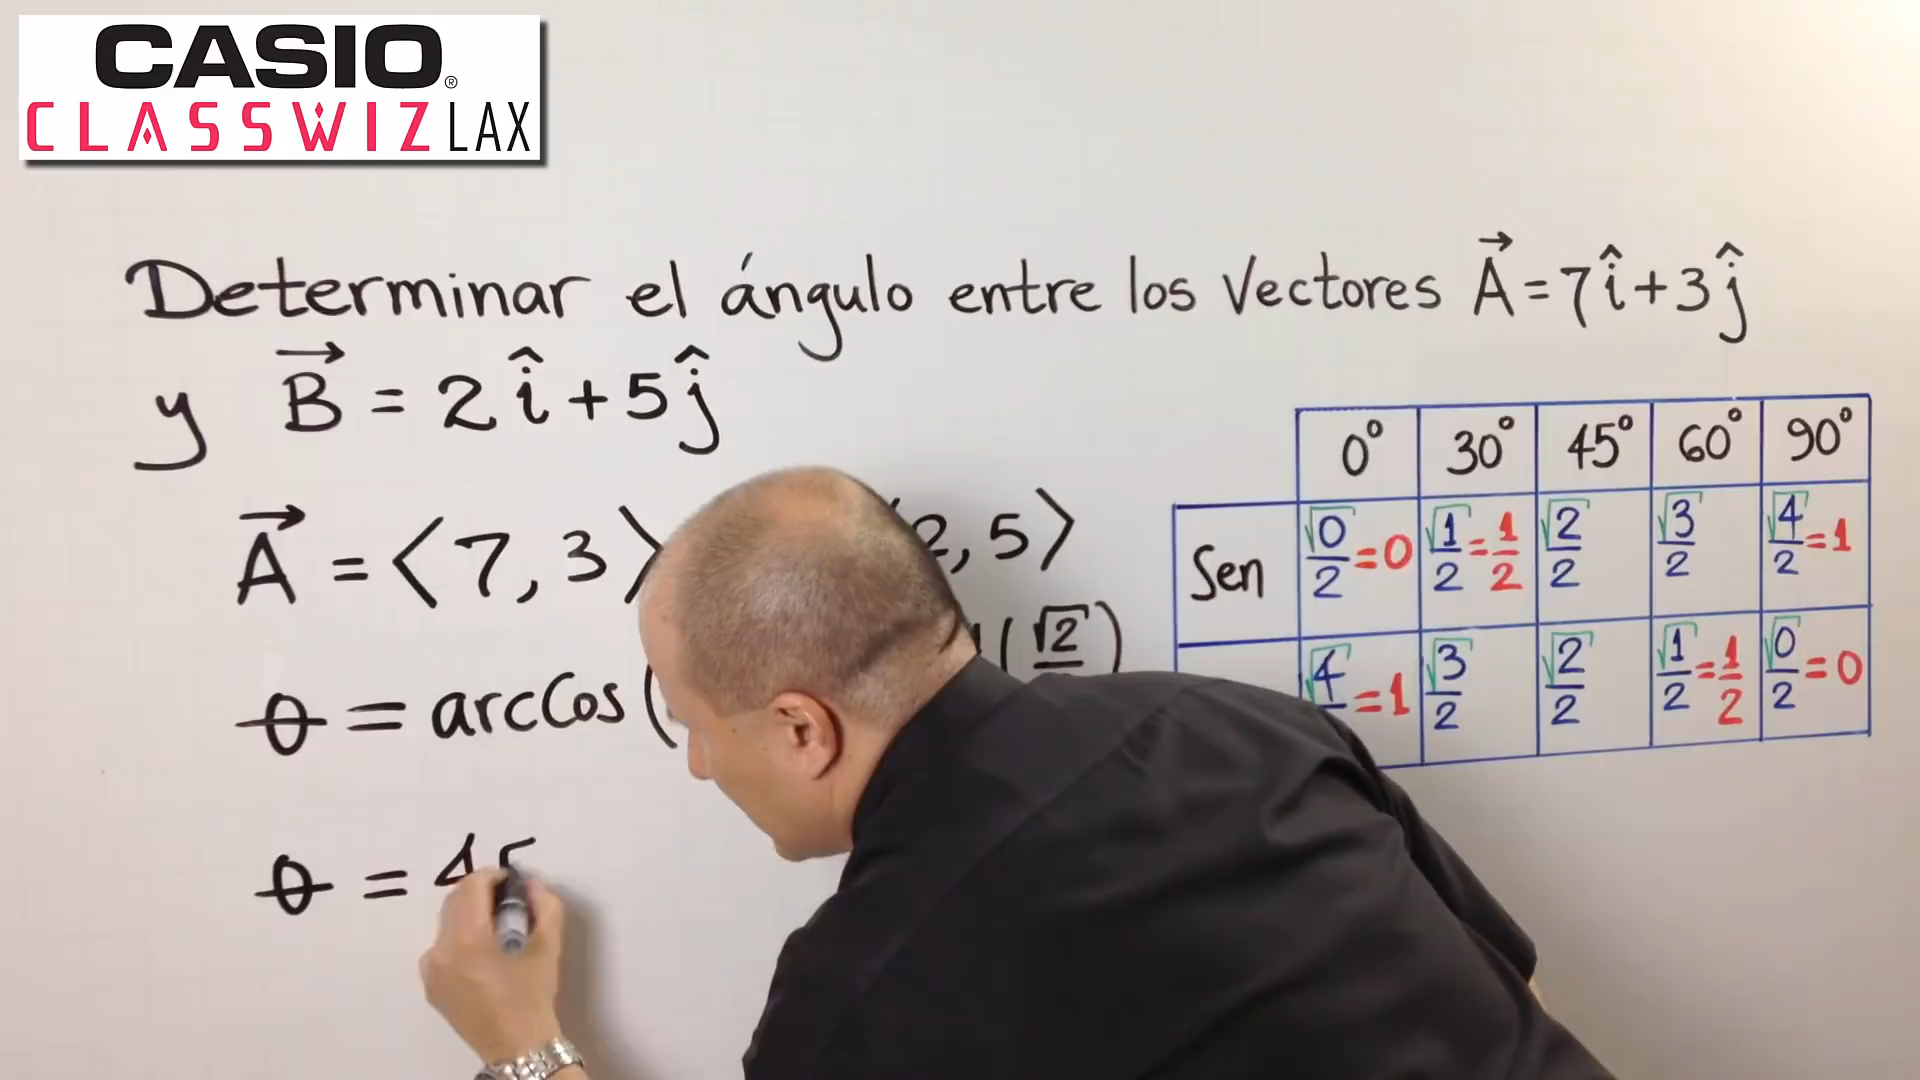 CASIO®
CLASSWIZ LAX
Determinar el ángulo entre los Vectores A⃗ = 7î + 3ĵ
y B⃗ = 2î + 5ĵ
A⃗ = ⟨7, 3⟩ 2, 5⟩
θ = arcCos( (√2
θ = 45
0° 30° 45° 60° 90°
Sen √0/2 = 0 √1/2 = 1/2 √2/2 √3/2 √4/2 = 1
√4 = 1 √3/2 √2/2 √1/2 = 1/2 √0/2 = 0